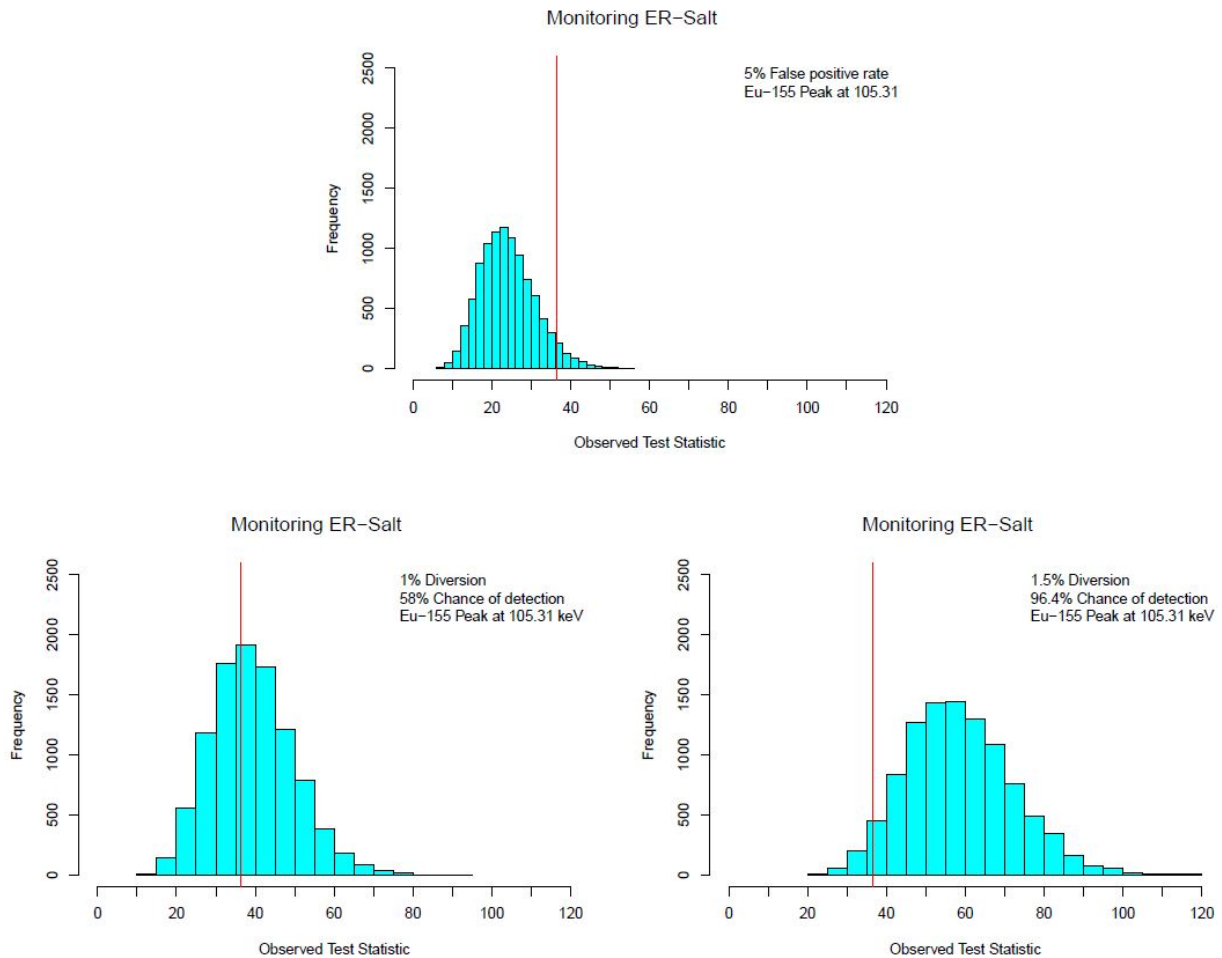 Monitoring ER−Salt
5% False positive rate
Eu−155 Peak at 105.31
Frequency
0
500
1000
1500
2000
2500
0 20 40 60 80 100 120
Observed Test Statistic
Monitoring ER−Salt
1% Diversion
58% Chance of detection
Eu−155 Peak at 105.31 keV
Frequency
0
500
1000
1500
2000
2500
0 20 40 60 80 100 120
Observed Test Statistic
Monitoring ER−Salt
1.5% Diversion
96.4% Chance of detection
Eu−155 Peak at 105.31 keV
Frequency
0
500
1000
1500
2000
2500
0 20 40 60 80 100 120
Observed Test Statistic